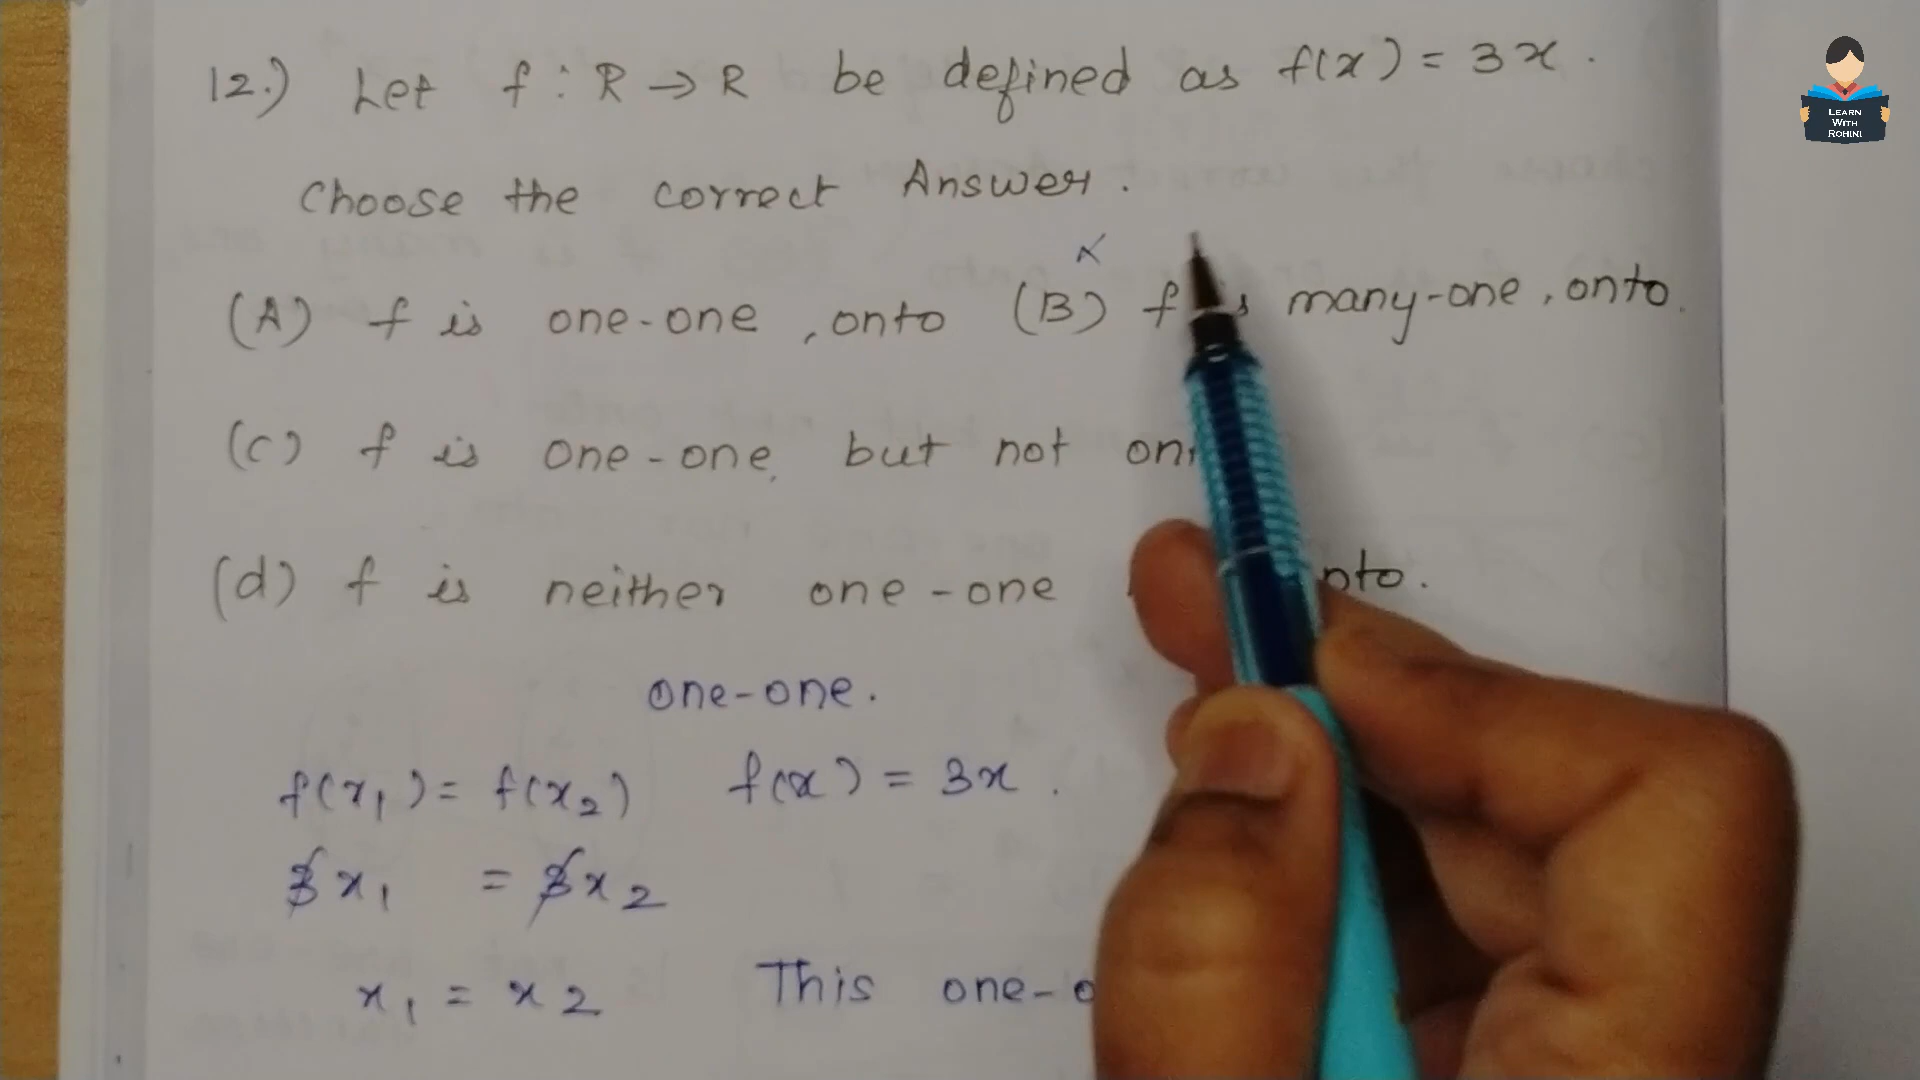 12.) Let f : R → R be defined as f(x) = 3x.
Choose the correct Answer.
(A) f is one-one, onto (B) f is many-one, onto.
(c) f is one-one, but not
(d) f is neither one-one
one-one.
f(x₁) = f(x₂) f(x) = 3x.
3x₁ = 3x₂
x₁ = x₂ This one-
LEARN
WITH
ROHINI